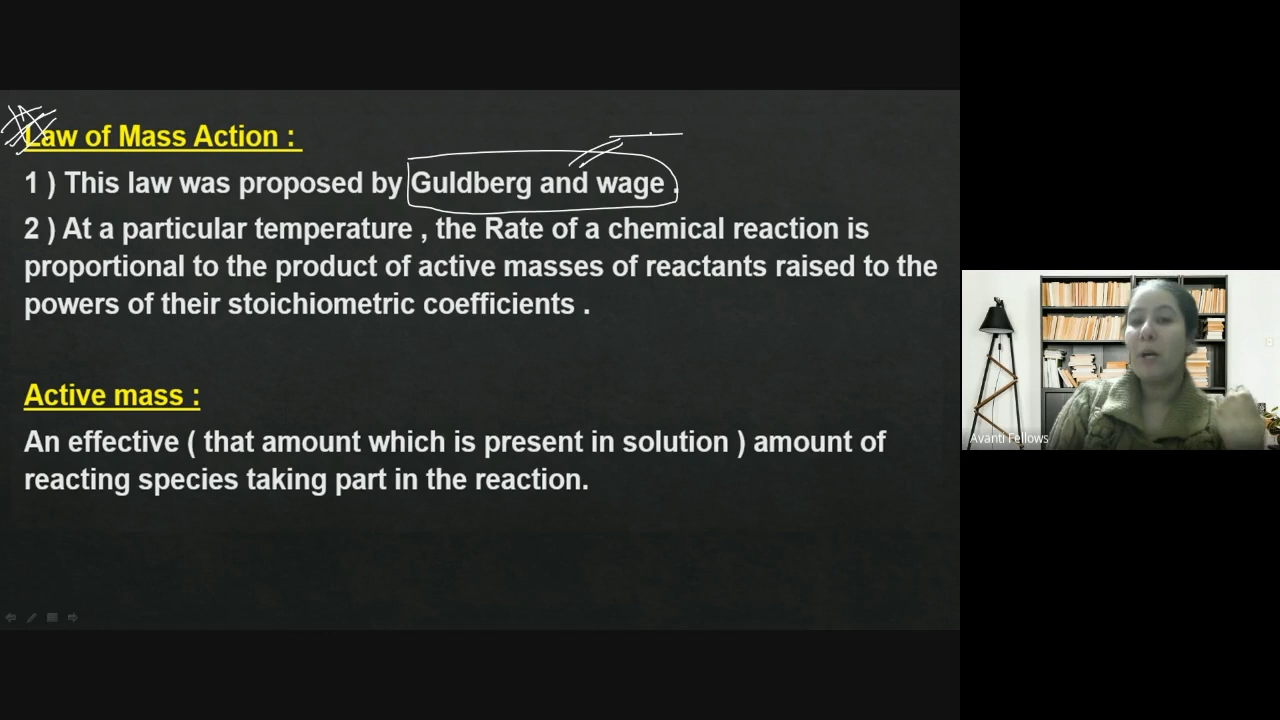 Law of Mass Action :
1 ) This law was proposed by Guldberg and wage .
2 ) At a particular temperature , the Rate of a chemical reaction is
proportional to the product of active masses of reactants raised to the
powers of their stoichiometric coefficients .
Active mass :
An effective ( that amount which is present in solution ) amount of
reacting species taking part in the reaction.
Avanti Fellows